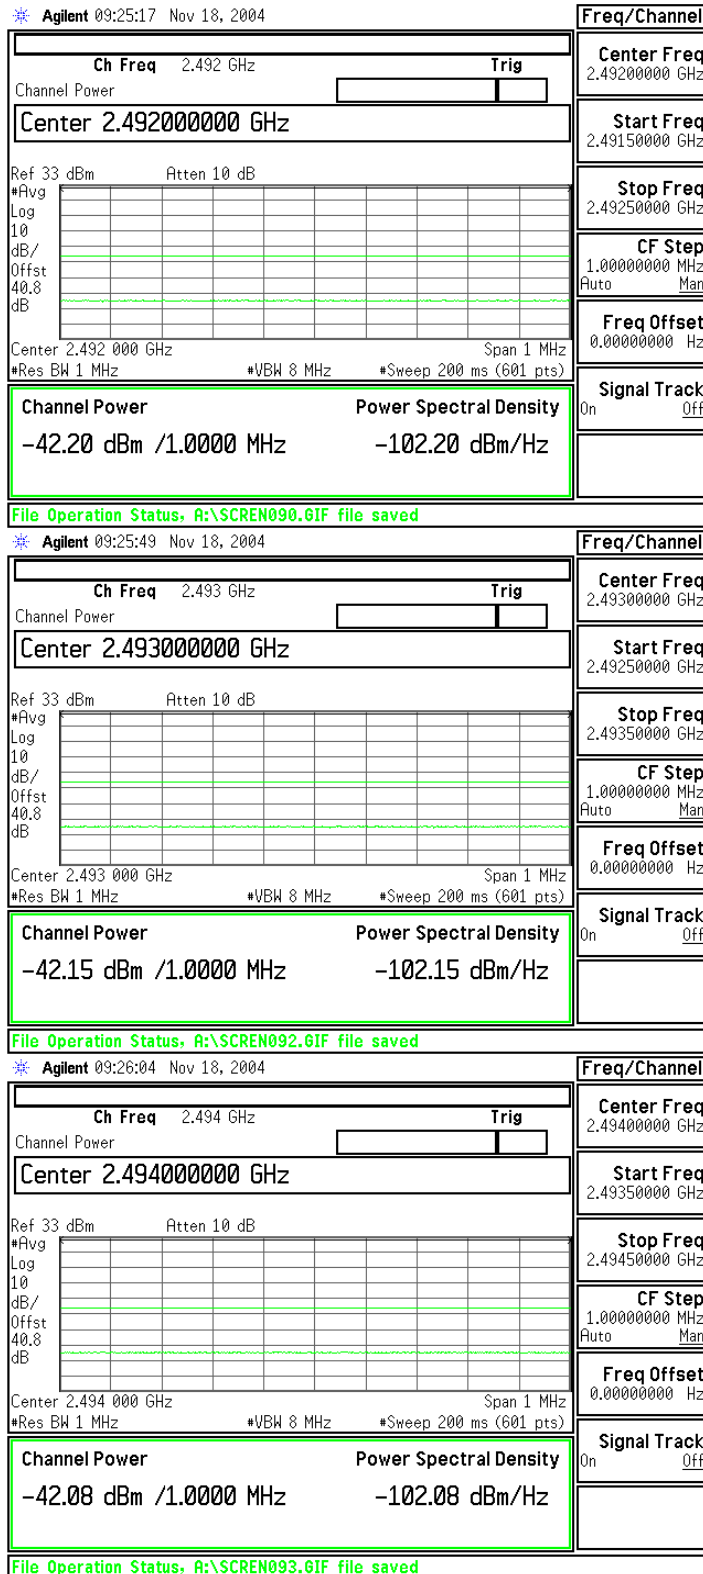 Agilent 09:25:17 Nov 18, 2004
Freq/Channel
Ch Freq 2.492 GHz Trig
Channel Power
Center 2.492000000 GHz
Ref 33 dBm Atten 10 dB
#Avg
Log
10
dB/
Offst
40.8
dB
Center 2.492 000 GHz Span 1 MHz
#Res BW 1 MHz #VBW 8 MHz #Sweep 200 ms (601 pts)
Channel Power Power Spectral Density
-42.20 dBm /1.0000 MHz -102.20 dBm/Hz
File Operation Status, A:\SCREN090.GIF file saved
Center Freq
2.49200000 GHz
Start Freq
2.49150000 GHz
Stop Freq
2.49250000 GHz
CF Step
1.00000000 MHz
Auto Man
Freq Offset
0.00000000 Hz
Signal Track
On Off
Agilent 09:25:49 Nov 18, 2004
Freq/Channel
Ch Freq 2.493 GHz Trig
Channel Power
Center 2.493000000 GHz
Ref 33 dBm Atten 10 dB
#Avg
Log
10
dB/
Offst
40.8
dB
Center 2.493 000 GHz Span 1 MHz
#Res BW 1 MHz #VBW 8 MHz #Sweep 200 ms (601 pts)
Channel Power Power Spectral Density
-42.15 dBm /1.0000 MHz -102.15 dBm/Hz
File Operation Status, A:\SCREN092.GIF file saved
Center Freq
2.49300000 GHz
Start Freq
2.49250000 GHz
Stop Freq
2.49350000 GHz
CF Step
1.00000000 MHz
Auto Man
Freq Offset
0.00000000 Hz
Signal Track
On Off
Agilent 09:26:04 Nov 18, 2004
Freq/Channel
Ch Freq 2.494 GHz Trig
Channel Power
Center 2.494000000 GHz
Ref 33 dBm Atten 10 dB
#Avg
Log
10
dB/
Offst
40.8
dB
Center 2.494 000 GHz Span 1 MHz
#Res BW 1 MHz #VBW 8 MHz #Sweep 200 ms (601 pts)
Channel Power Power Spectral Density
-42.08 dBm /1.0000 MHz -102.08 dBm/Hz
File Operation Status, A:\SCREN093.GIF file saved
Center Freq
2.49400000 GHz
Start Freq
2.49350000 GHz
Stop Freq
2.49450000 GHz
CF Step
1.00000000 MHz
Auto Man
Freq Offset
0.00000000 Hz
Signal Track
On Off